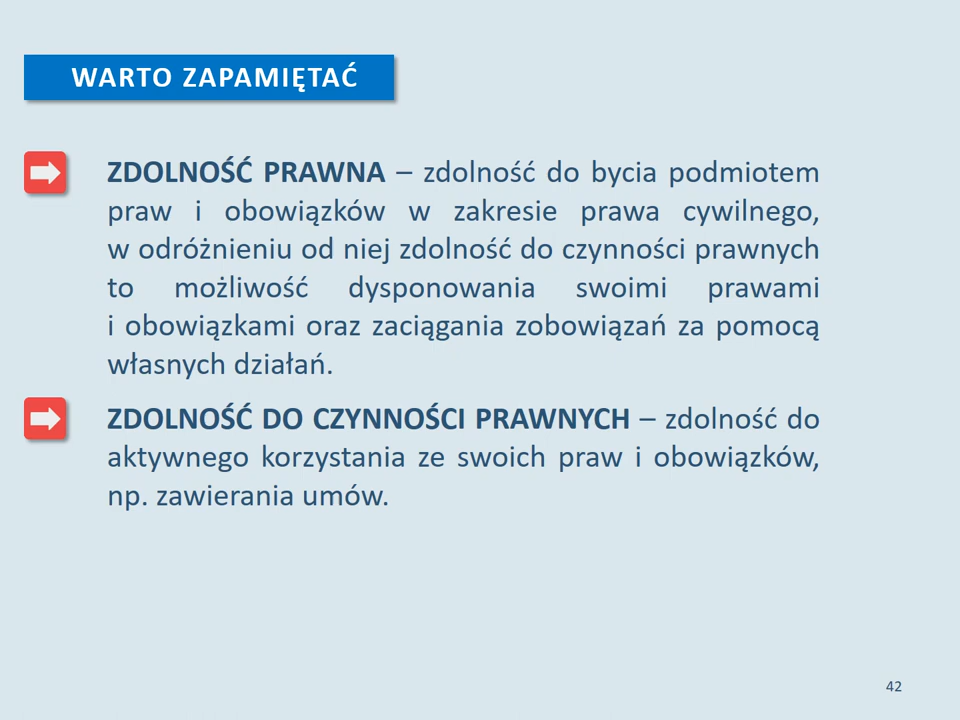 WARTO ZAPAMIĘTAĆ
ZDOLNOŚĆ PRAWNA – zdolność do bycia podmiotem
praw i obowiązków w zakresie prawa cywilnego,
w odróżnieniu od niej zdolność do czynności prawnych
to możliwość dysponowania swoimi prawami
i obowiązkami oraz zaciągania zobowiązań za pomocą
własnych działań.
ZDOLNOŚĆ DO CZYNNOŚCI PRAWNYCH – zdolność do
aktywnego korzystania ze swoich praw i obowiązków,
np. zawierania umów.
42